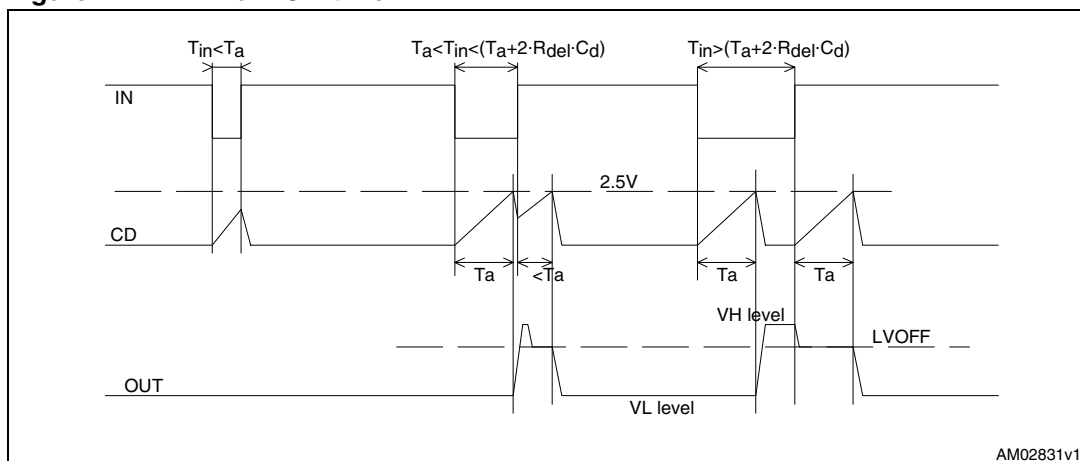 Tin<Ta
Ta<Tin<(Ta+2·Rdel·Cd)
Tin>(Ta+2·Rdel·Cd)
IN
2.5V
CD
Ta
<Ta
Ta
Ta
VH level
LVOFF
OUT
VL level
AM02831v1